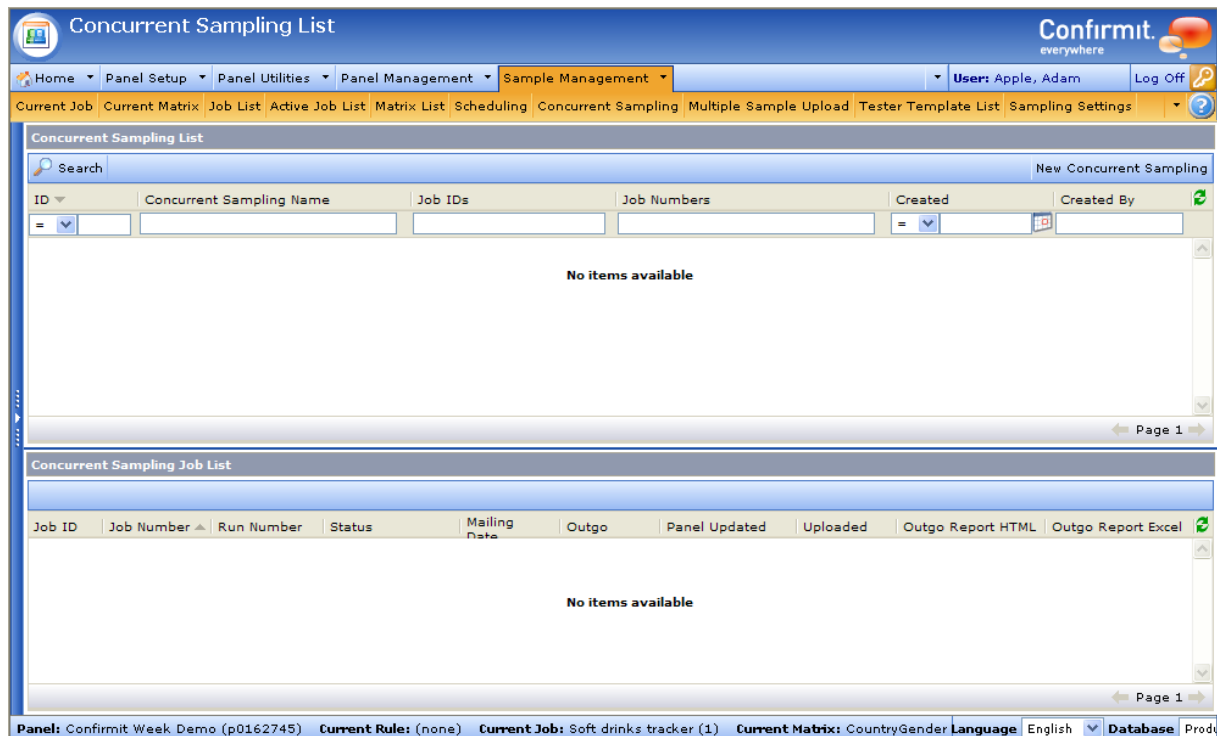 Concurrent Sampling List
Confirmit.
everywhere
Home Panel Setup Panel Utilities Panel Management Sample Management User: Apple, Adam Log Off
Current Job Current Matrix Job List Active Job List Matrix List Scheduling Concurrent Sampling Multiple Sample Upload Tester Template List Sampling Settings
Concurrent Sampling List
Search New Concurrent Sampling
ID Concurrent Sampling Name Job IDs Job Numbers Created Created By
= =
No items available
Page 1
Concurrent Sampling Job List
Job ID Job Number Run Number Status Mailing Date Outgo Panel Updated Uploaded Outgo Report HTML Outgo Report Excel
No items available
Page 1
Panel: Confirmit Week Demo (p0162745) Current Rule: (none) Current Job: Soft drinks tracker (1) Current Matrix: CountryGender Language English Database Produ